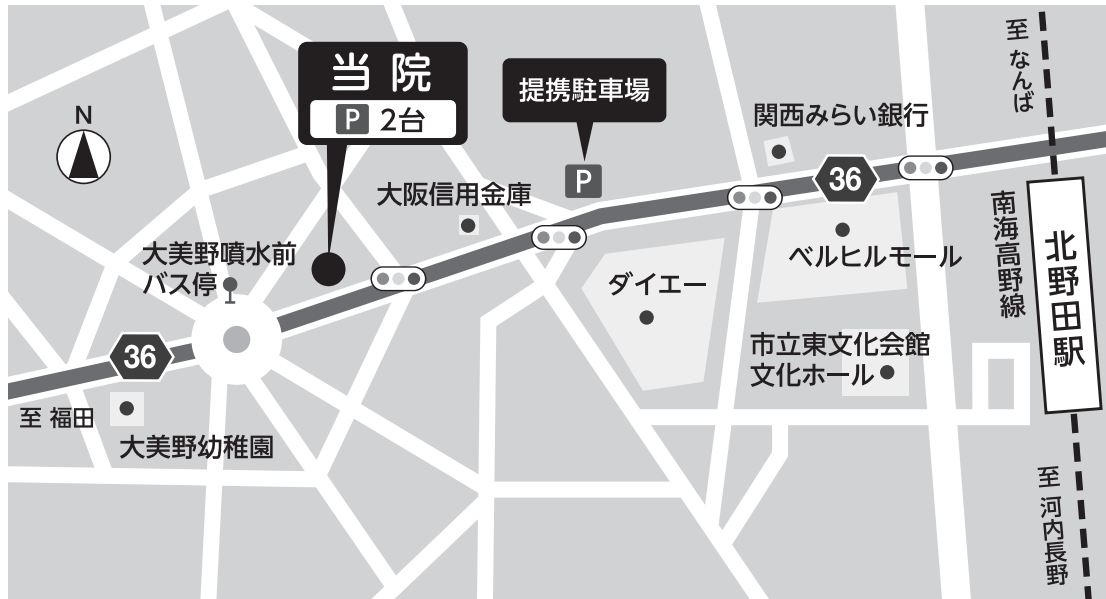 至 なんば
当 院
P 2台
提携駐車場
P
関西みらい銀行
N
36
大阪信用金庫
南海高野線
北野田駅
大美野噴水前
バス停
ベルヒルモール
ダイエー
36
市立東文化会館
文化ホール
至 福田
大美野幼稚園
至 河内長野